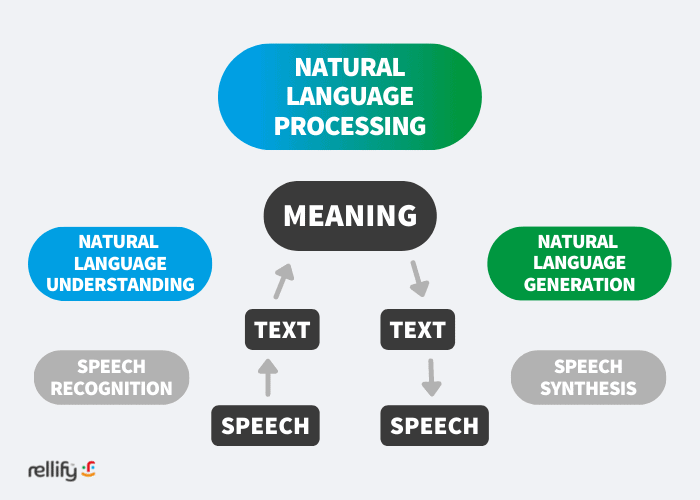 NATURAL
LANGUAGE
PROCESSING
MEANING
NATURAL
LANGUAGE
UNDERSTANDING
NATURAL
LANGUAGE
GENERATION
TEXT
TEXT
SPEECH
RECOGNITION
SPEECH
SYNTHESIS
SPEECH
SPEECH
rellify